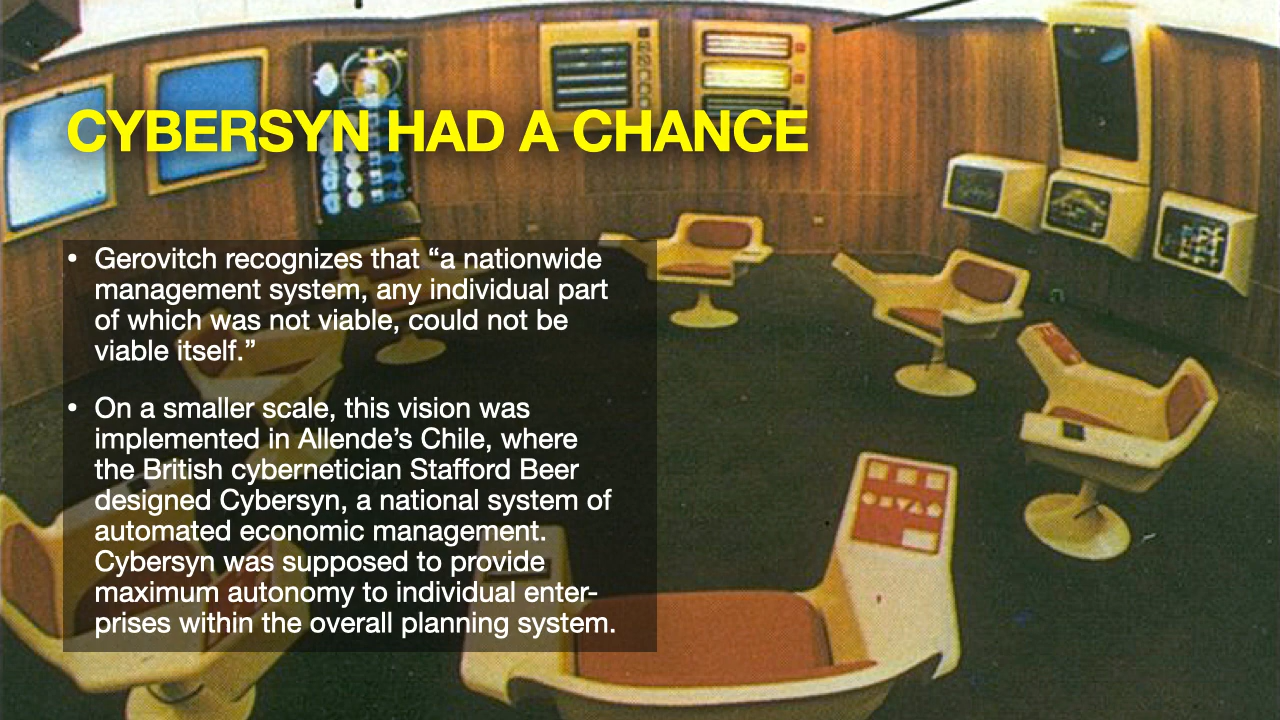 CYBERSYN HAD A CHANCE
• Gerovitch recognizes that “a nationwide
management system, any individual part
of which was not viable, could not be
viable itself.”
• On a smaller scale, this vision was
implemented in Allende’s Chile, where
the British cybernetician Stafford Beer
designed Cybersyn, a national system of
automated economic management.
Cybersyn was supposed to provide
maximum autonomy to individual enter-
prises within the overall planning system.